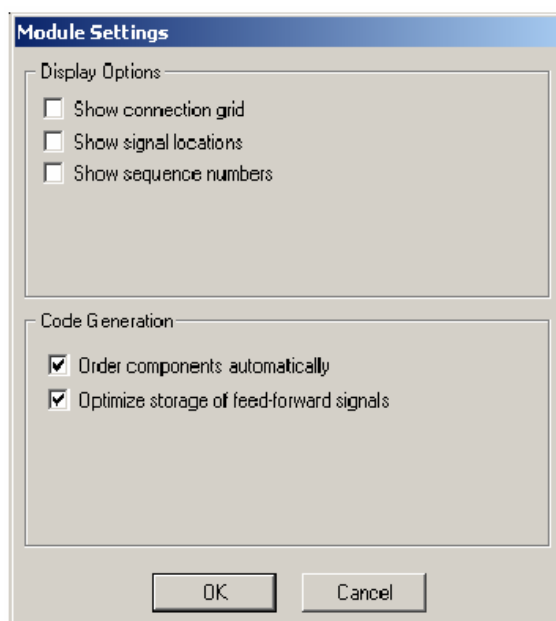 Module Settings
Display Options
Show connection grid
Show signal locations
Show sequence numbers
Code Generation
Order components automatically
Optimize storage of feed-forward signals
OK
Cancel